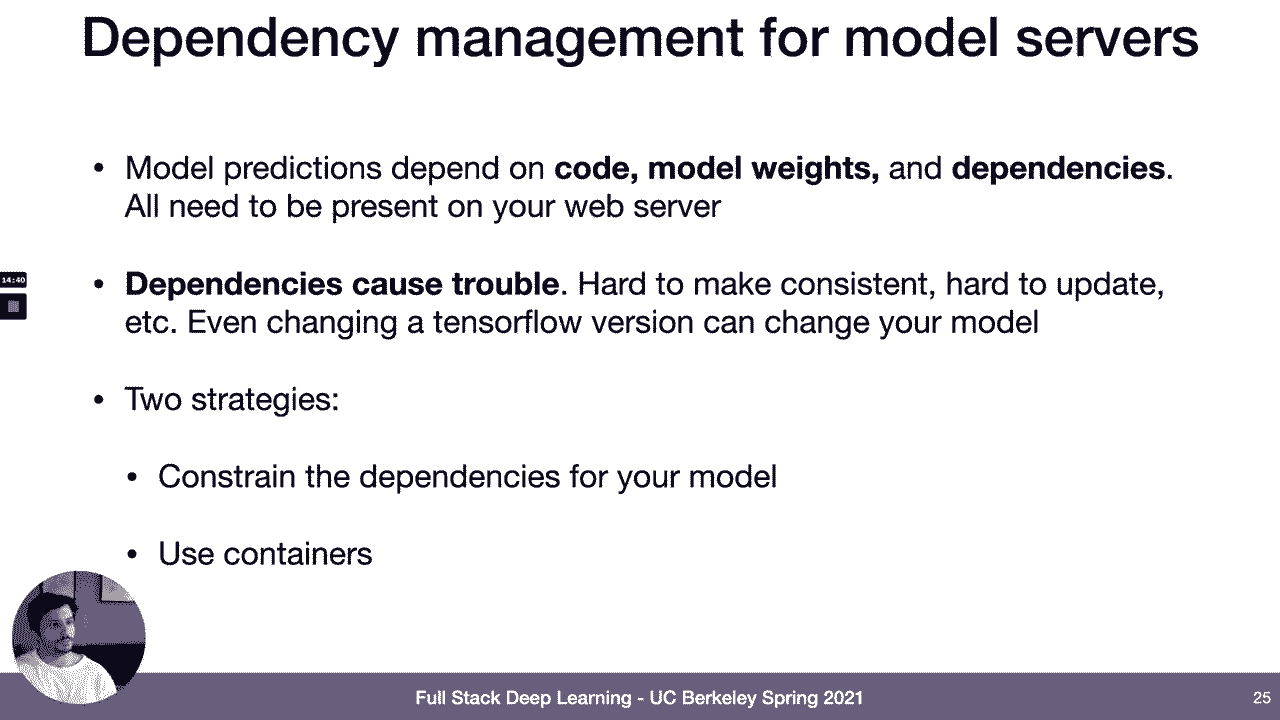 Dependency management for model servers
• Model predictions depend on code, model weights, and dependencies.
All need to be present on your web server
• Dependencies cause trouble. Hard to make consistent, hard to update,
etc. Even changing a tensorflow version can change your model
• Two strategies:
• Constrain the dependencies for your model
• Use containers
14:40
Full Stack Deep Learning - UC Berkeley Spring 2021
25